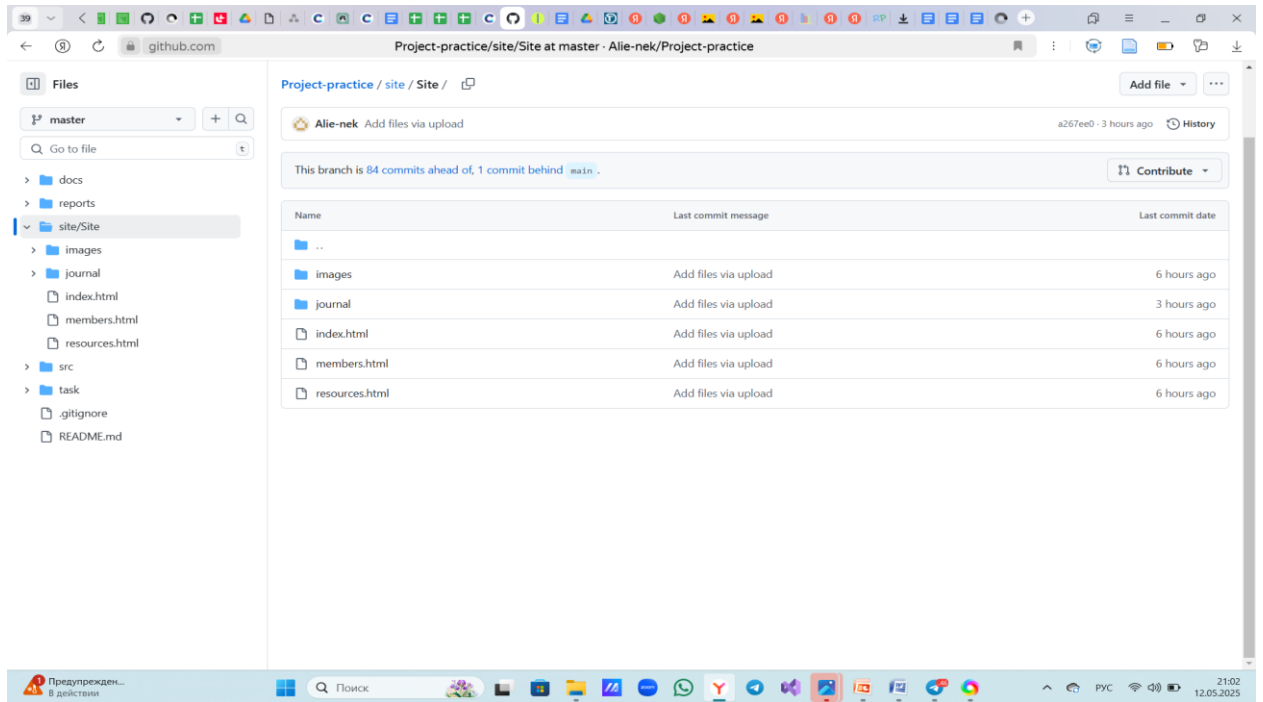 39
github.com
Project-practice/site/Site at master · Alie-nek/Project-practice
Files
master
Go to file
t
docs
reports
site/Site
images
journal
index.html
members.html
resources.html
src
task
.gitignore
README.md
Project-practice / site / Site /
Add file
Alie-nek Add files via upload
a267ee0 · 3 hours ago History
This branch is 84 commits ahead of, 1 commit behind main .
Contribute
Name Last commit message Last commit date
..
images Add files via upload 6 hours ago
journal Add files via upload 3 hours ago
index.html Add files via upload 6 hours ago
members.html Add files via upload 6 hours ago
resources.html Add files via upload 6 hours ago
1
Предупрежден...
В действии
Поиск
zoom
РУС
21:02
12.05.2025